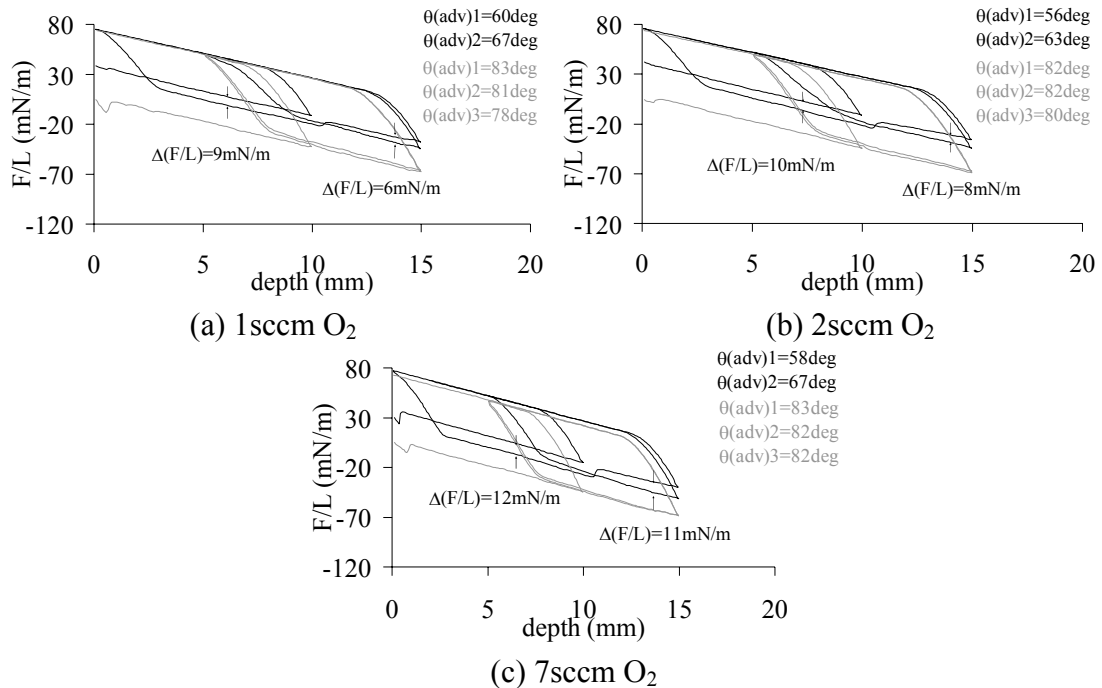 θ(adv)1=60deg
θ(adv)2=67deg
θ(adv)1=83deg
θ(adv)2=81deg
θ(adv)3=78deg
F/L (mN/m)
80
30
-20
-70
-120
Δ(F/L)=9mN/m
Δ(F/L)=6mN/m
0 5 10 15 20
depth (mm)
(a) 1sccm O₂
θ(adv)1=56deg
θ(adv)2=63deg
θ(adv)1=82deg
θ(adv)2=82deg
θ(adv)3=80deg
F/L (mN/m)
80
30
-20
-70
-120
Δ(F/L)=10mN/m
Δ(F/L)=8mN/m
0 5 10 15 20
depth (mm)
(b) 2sccm O₂
θ(adv)1=58deg
θ(adv)2=67deg
θ(adv)1=83deg
θ(adv)2=82deg
θ(adv)3=82deg
F/L (mN/m)
80
30
-20
-70
-120
Δ(F/L)=12mN/m
Δ(F/L)=11mN/m
0 5 10 15 20
depth (mm)
(c) 7sccm O₂